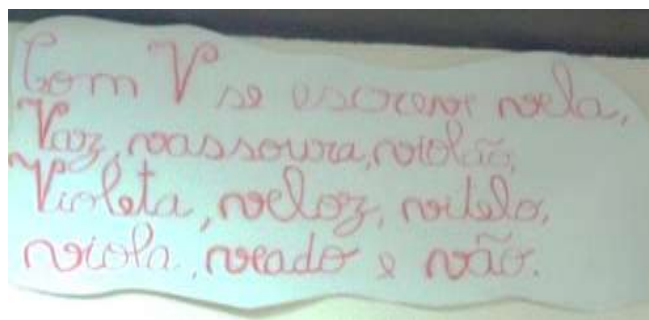 Com V se escreve vela,
Vaz, vassoura, violão,
Violeta, veloz, vitelo,
viola, veado e vão.